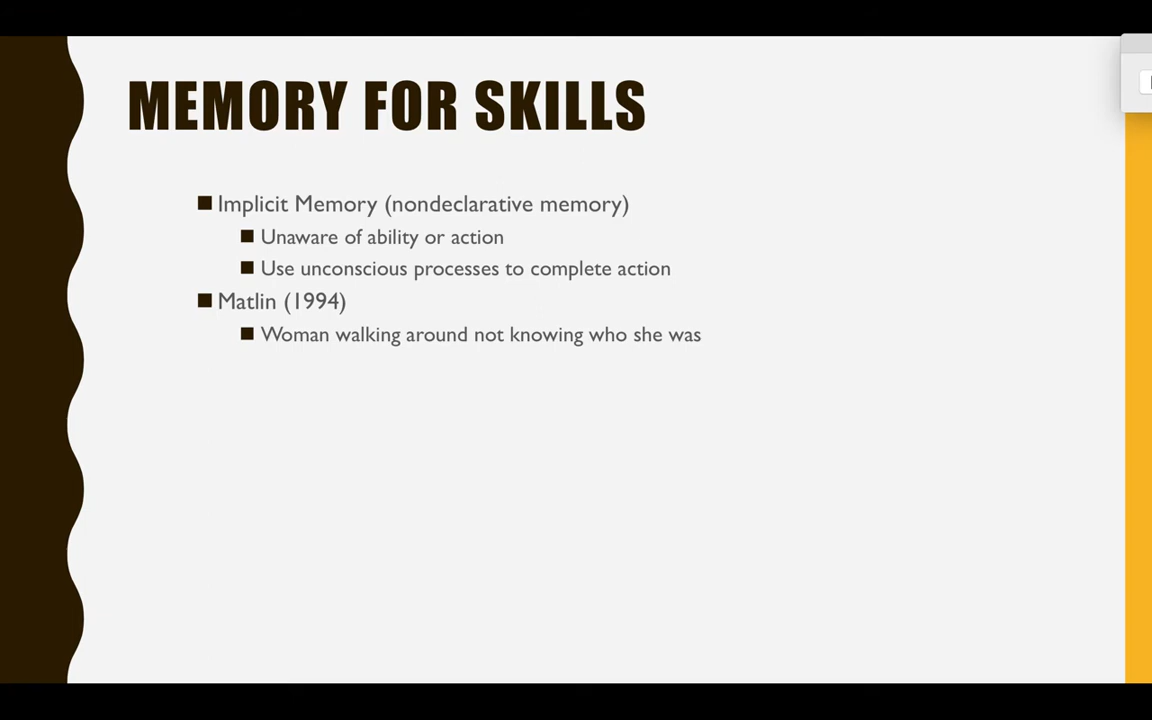 MEMORY FOR SKILLS
Implicit Memory (nondeclarative memory)
Unaware of ability or action
Use unconscious processes to complete action
Matlin (1994)
Woman walking around not knowing who she was